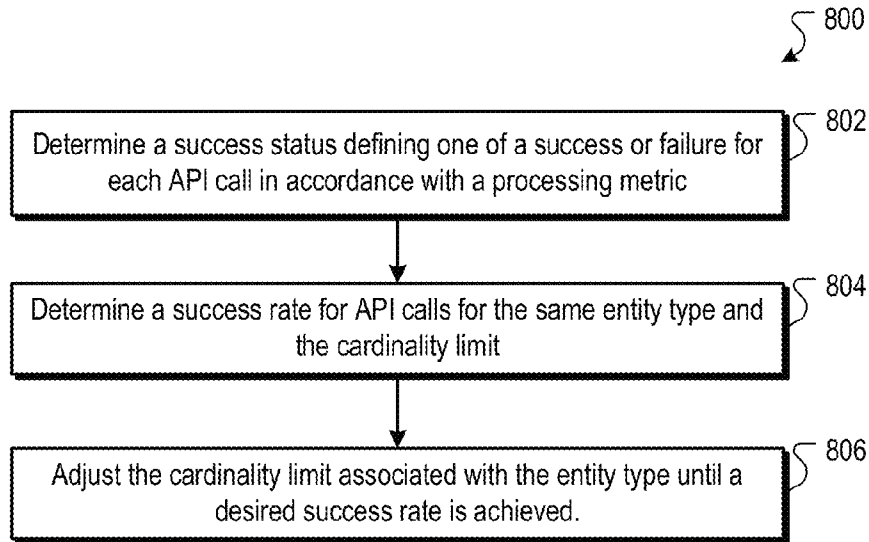 800
802
Determine a success status defining one of a success or failure for
each API call in accordance with a processing metric
804
Determine a success rate for API calls for the same entity type and
the cardinality limit
806
Adjust the cardinality limit associated with the entity type until a
desired success rate is achieved.